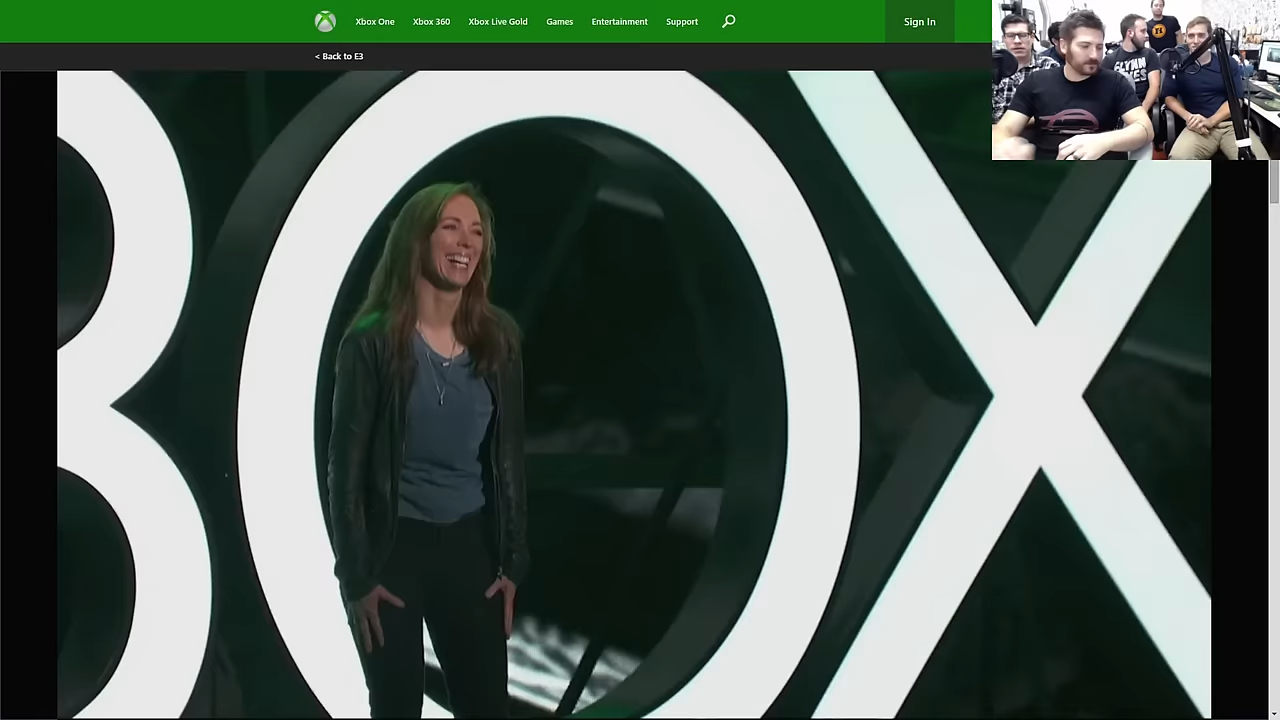 Xbox One Xbox 360 Xbox Live Gold Games Entertainment Support Sign In
< Back to E3
BOX